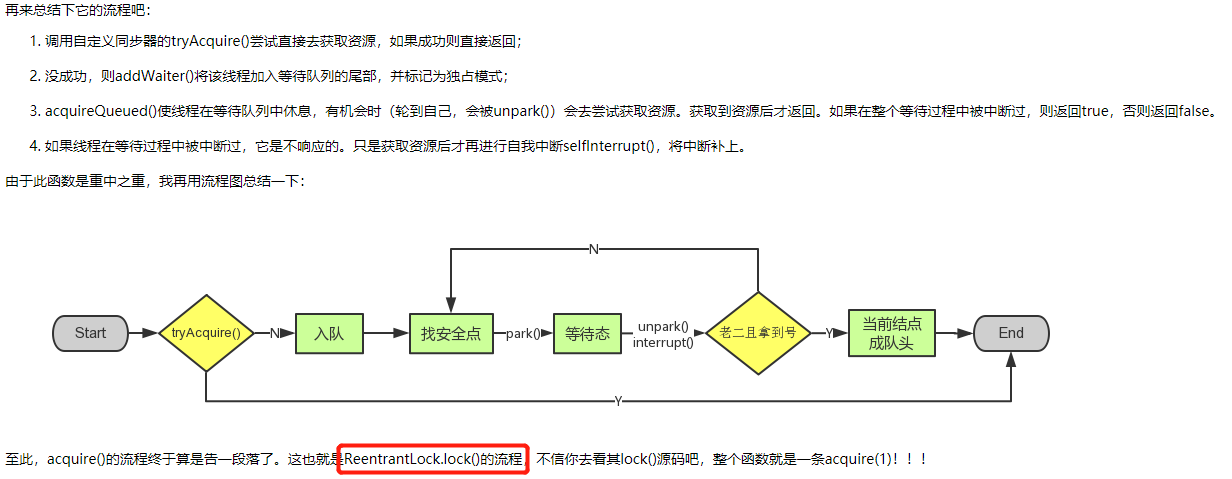 再来总结下它的流程吧：
1. 调用自定义同步器的tryAcquire()尝试直接去获取资源，如果成功则直接返回；
2. 没成功，则addWaiter()将该线程加入等待队列的尾部，并标记为独占模式；
3. acquireQueued()使线程在等待队列中休息，有机会时（轮到自己，会被unpark()）会去尝试获取资源。获取到资源后才返回。如果在整个等待过程中被中断过，则返回true，否则返回false。
4. 如果线程在等待过程中被中断过，它是不响应的。只是获取资源后才再进行自我中断selfInterrupt()，将中断补上。
由于此函数是重中之重，我再用流程图总结一下：
N
Start
tryAcquire()
N
入队
找安全点
park()
等待态
unpark()
interrupt()
老二且拿到号
Y
当前结点
成队头
End
Y
至此，acquire()的流程终于算是告一段落了。这也就是ReentrantLock.lock()的流程，不信你去看其lock()源码吧，整个函数就是一条acquire(1)！！！